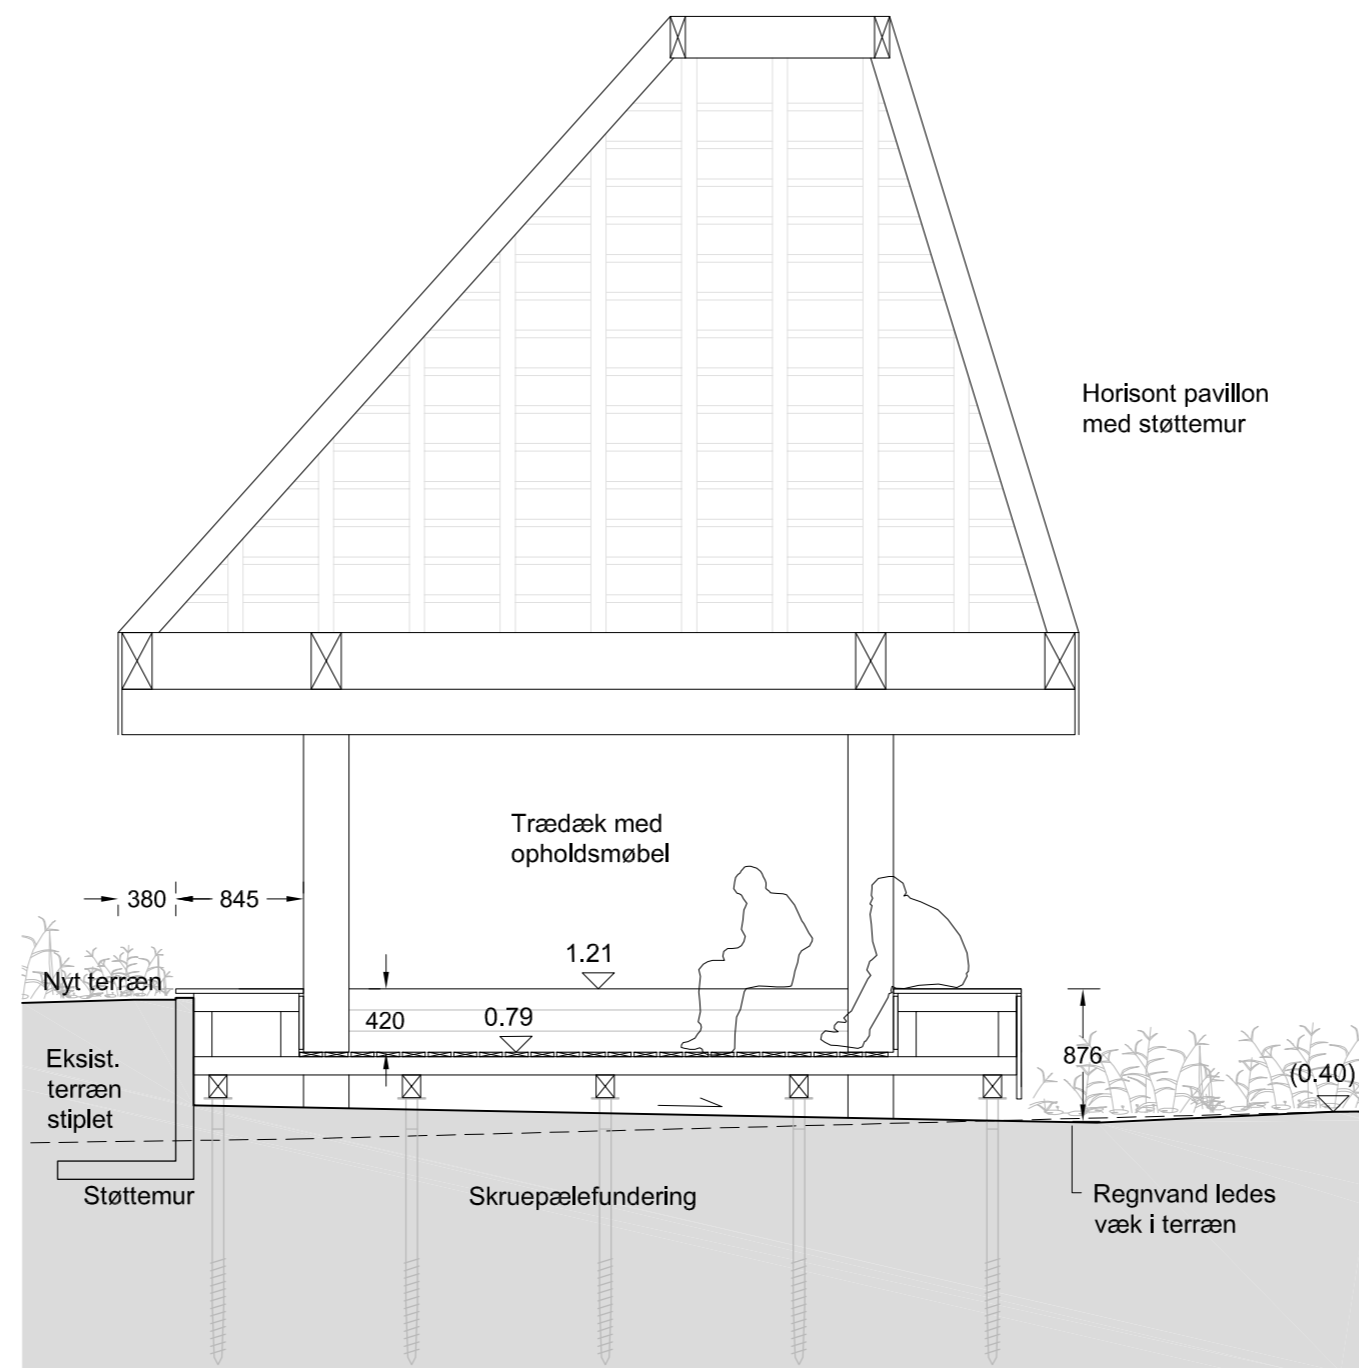 Horisont pavillon
med støttemur
Trædæk med
opholdsmøbel
380
845
1.21
Nyt terræn
420
0.79
Eksist.
terræn
stiplet
876
(0.40)
Støttemur
Skruepælefundering
Regnvand ledes
væk i terræn